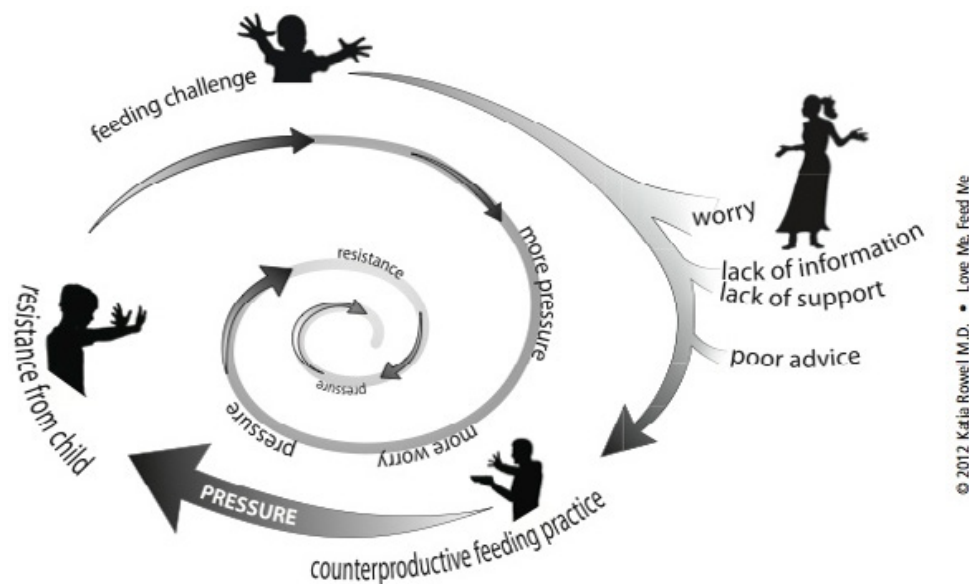 feeding challenge
worry
lack of information
lack of support
poor advice
counterproductive feeding practice
PRESSURE
resistance from child
more pressure
more worry
pressure
resistance
pressure
© 2012 Katja Rowell M.D. • Love Me, Feed Me